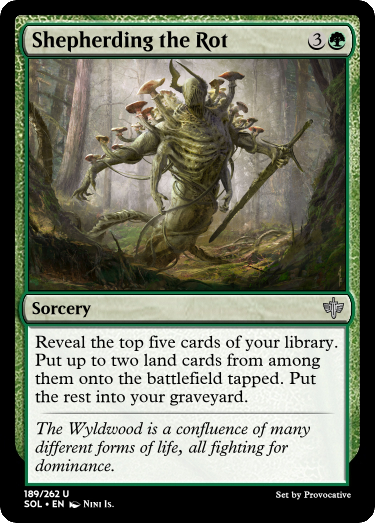 Shepherding the Rot 3
Sorcery
Reveal the top five cards of your library.
Put up to two land cards from among
them onto the battlefield tapped. Put
the rest into your graveyard.
The Wyldwood is a confluence of many
different forms of life, all fighting for
dominance.
189/262 U
SOL • EN Nini Is.
Set by Provocative